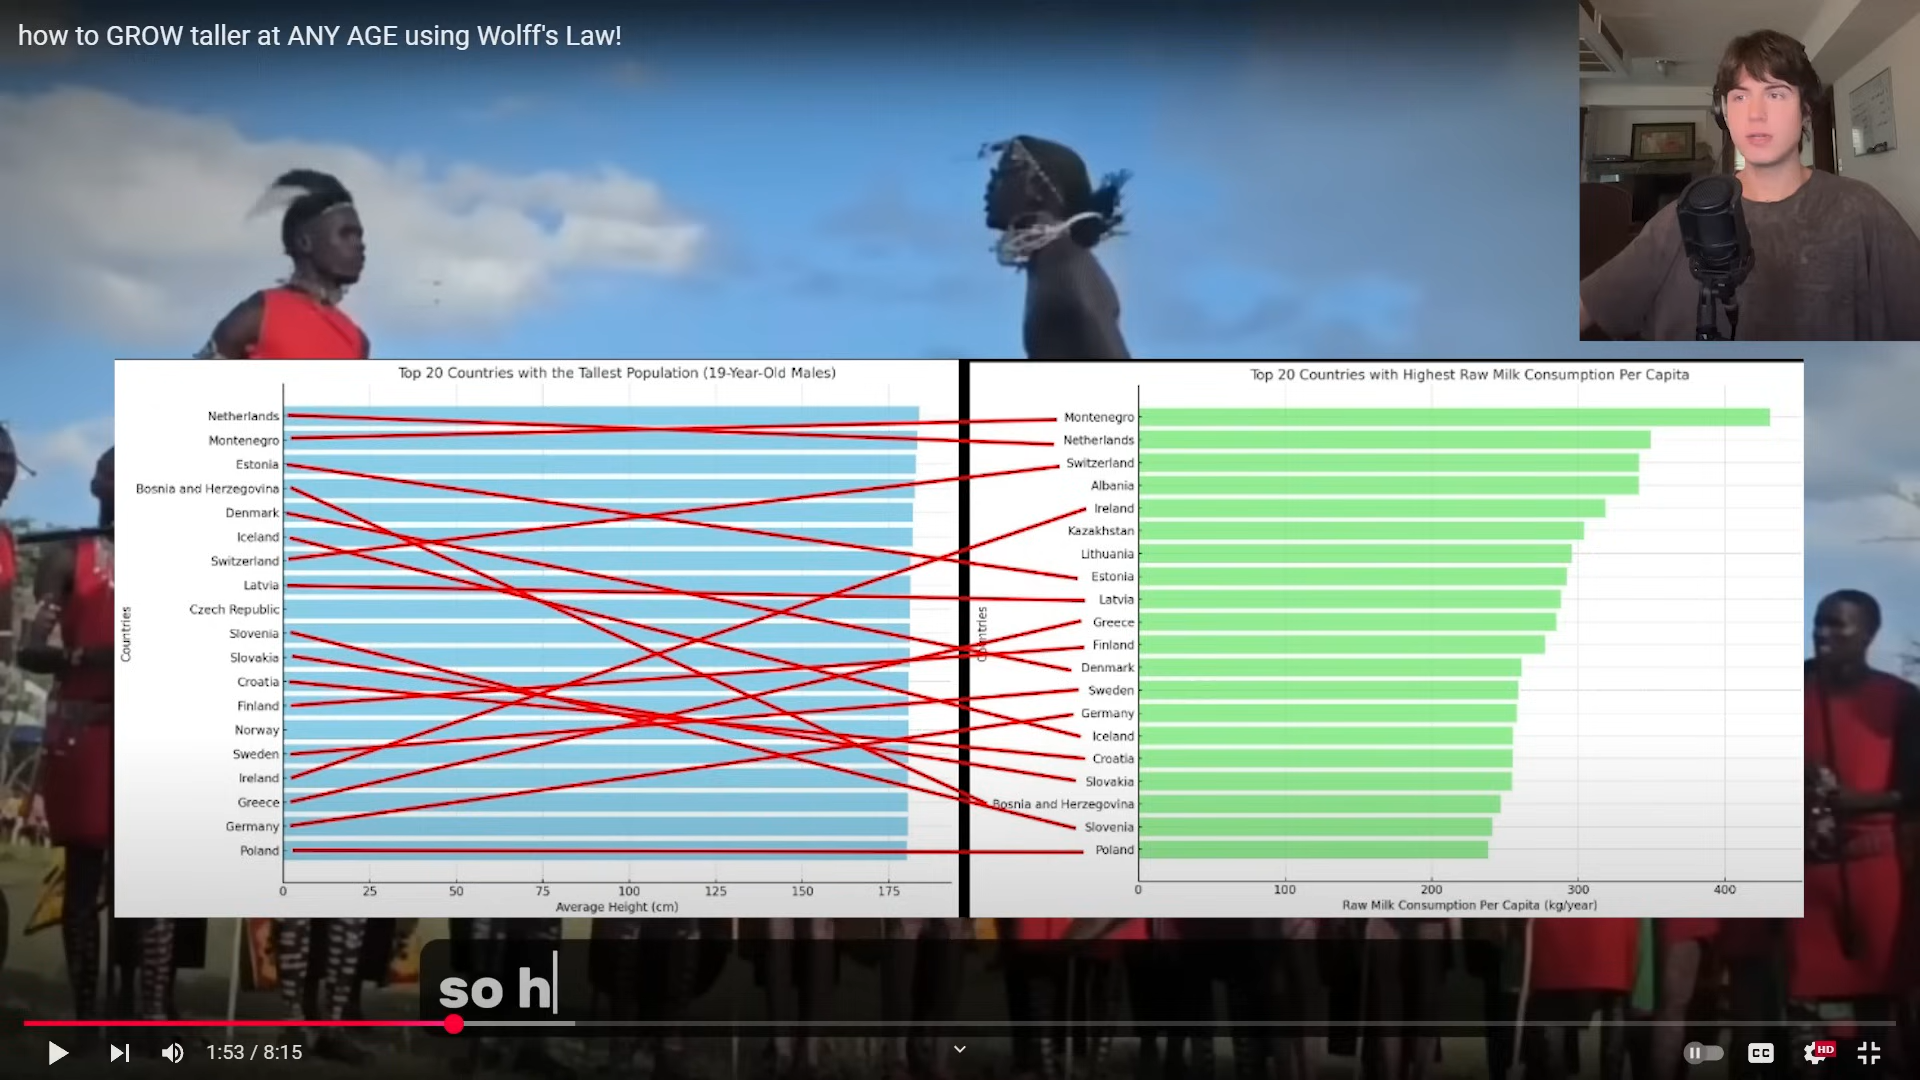 how to GROW taller at ANY AGE using Wolff's Law!
Top 20 Countries with the Tallest Population (19-Year-Old Males)
Countries
Netherlands
Montenegro
Estonia
Bosnia and Herzegovina
Denmark
Iceland
Switzerland
Latvia
Czech Republic
Slovenia
Slovakia
Croatia
Finland
Norway
Sweden
Ireland
Greece
Germany
Poland
0 25 50 75 100 125 150 175
Average Height (cm)
Top 20 Countries with Highest Raw Milk Consumption Per Capita
Countries
Montenegro
Netherlands
Switzerland
Albania
Ireland
Kazakhstan
Lithuania
Estonia
Latvia
Greece
Finland
Denmark
Sweden
Germany
Iceland
Croatia
Slovakia
Bosnia and Herzegovina
Slovenia
Poland
0 100 200 300 400
Raw Milk Consumption Per Capita (kg/year)
so h
1:53 / 8:15
CC
HD